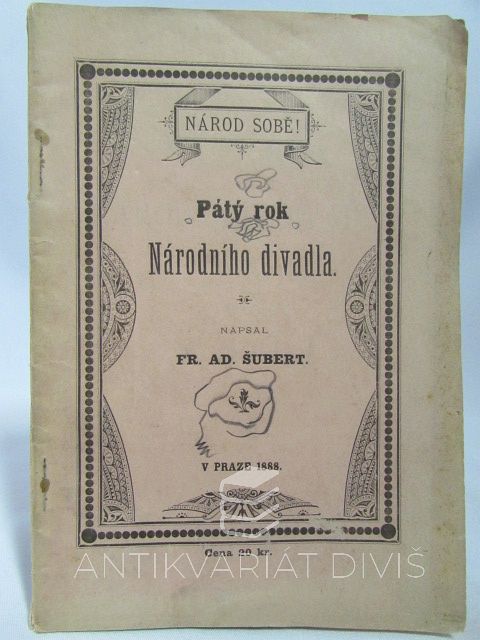 NÁROD SOBĚ!
Pátý rok
Národního divadla.
NAPSAL
FR. AD. ŠUBERT.
V PRAZE 1888.
Cena 20 kr.
ANTIKVARIÁT DIVIŠ